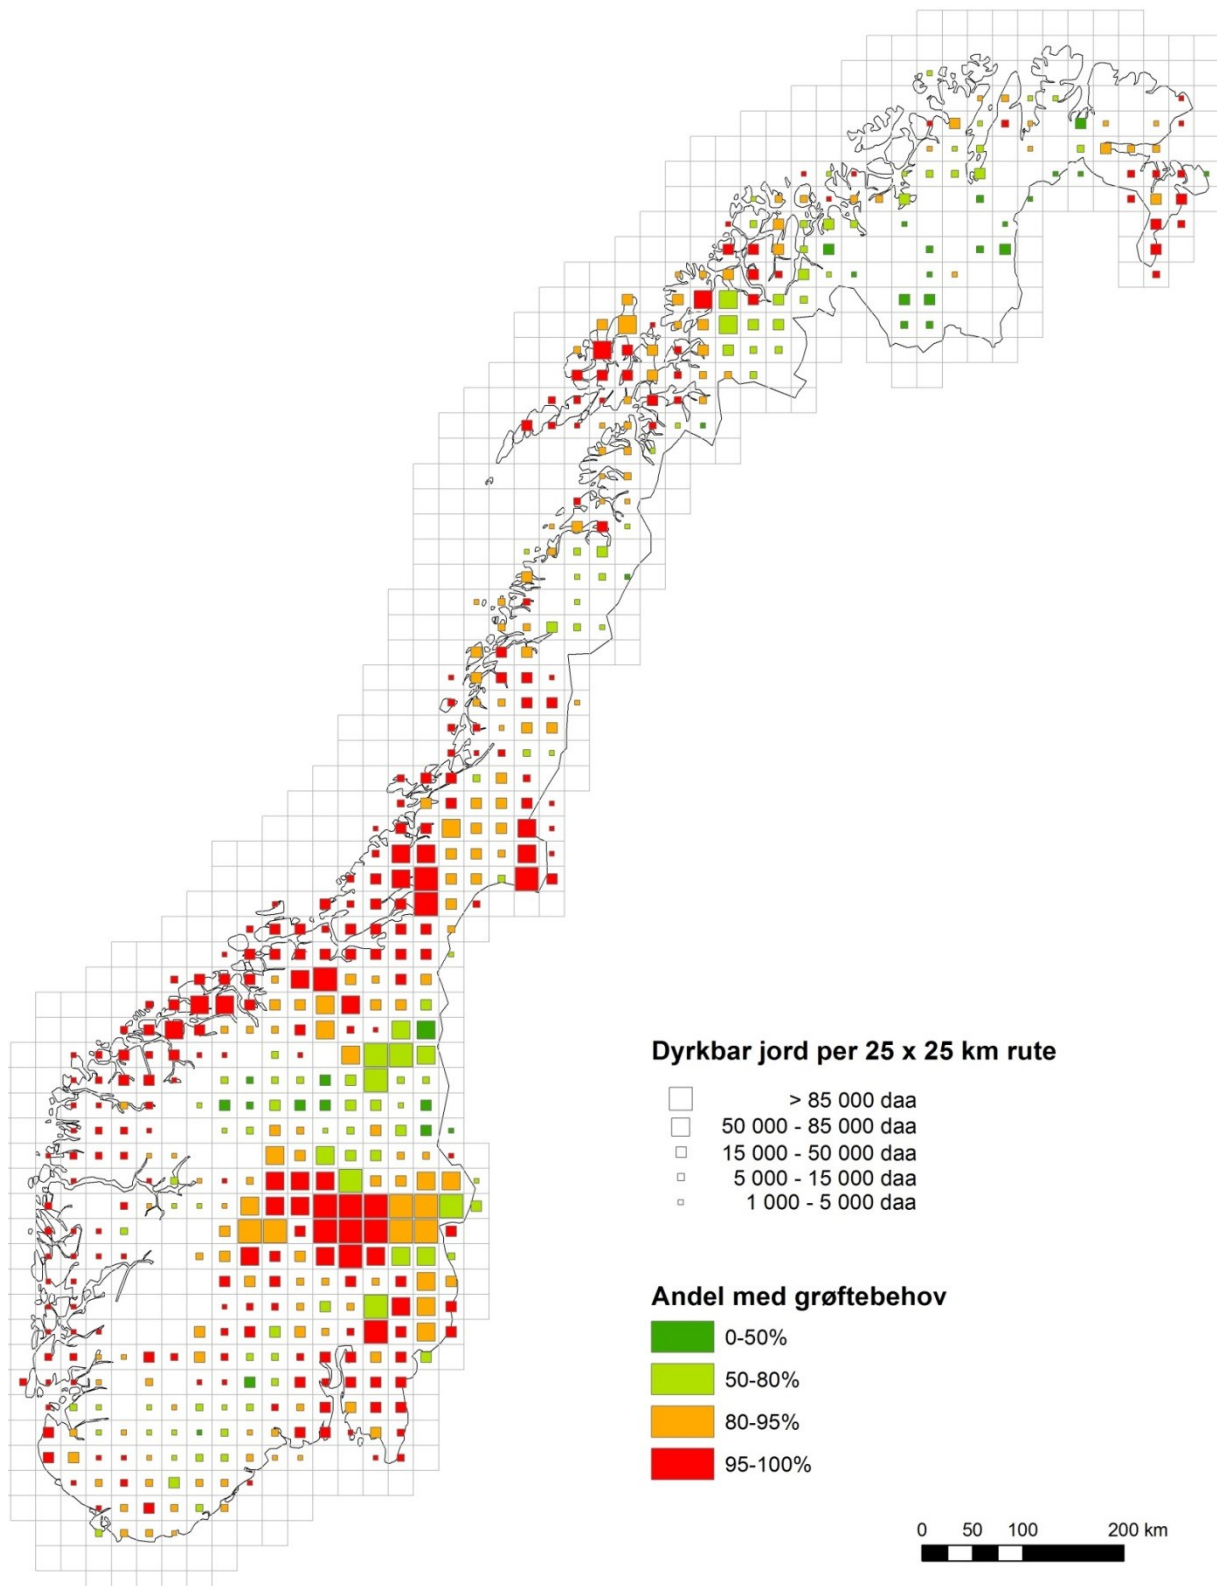 Dyrkbar jord per 25 x 25 km rute
> 85 000 daa
50 000 - 85 000 daa
15 000 - 50 000 daa
5 000 - 15 000 daa
1 000 - 5 000 daa
Andel med grøftebehov
0-50%
50-80%
80-95%
95-100%
0 50 100 200 km